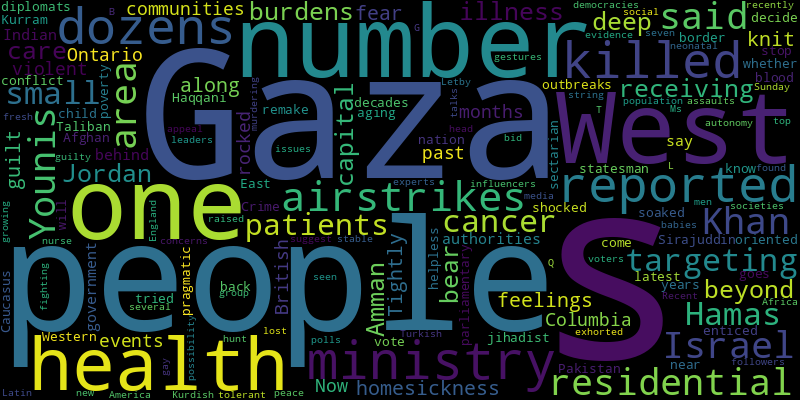 diplomats
Kurram
Indian
care
violent
conflict
small
Taliban
Afghan
guilt
Younis
communities
dozens
Ontario
poverty
child
area
along
Haqqani
behind
Jordan
burdens
fear
illness
number
remake
decades
aging
rocked
murdering
appeal
leaders
issues
capital
months
nation
past
head
bid
talks
Letby
Gaza
gestures
deep
democracies
social
evidence
seven
border
neonatal
said
recently
decide
knit
stop
whether
blood
killed
receiving
outbreaks
string
population
assaults
Sunday
Ms
autonomy
top
West
sectarian
say
statesman
know
found
influencers
media
experts
reported
men
societies
babies
guilty
one
will
East
Crime
England
raised
airstrikes
patients
cancer
shocked
soaked
Khan
authorities
come
Sirajuddin
oriented
voters
growing
nurse
concerns
suggest
stable
Tightly
helpless
bear
parliamentary
targeting
latest
goes
people
S
Caucasus
government
fighting
tried
several
pragmatic
back
group
British
seen
Amman
feelings
years
beyond
Recent
Africa
Columbia
exhorted
Hamas
Western
events
possibility
hunt
lost
polls
vote
Turkish
jihadist
enticed
near
Israel
followers
health
gay
ministry
Pakistan
Now
homesickness
residential
Latin
new
America
Kurdish
tolerant
peace
B
G
T
L
Q
fresh